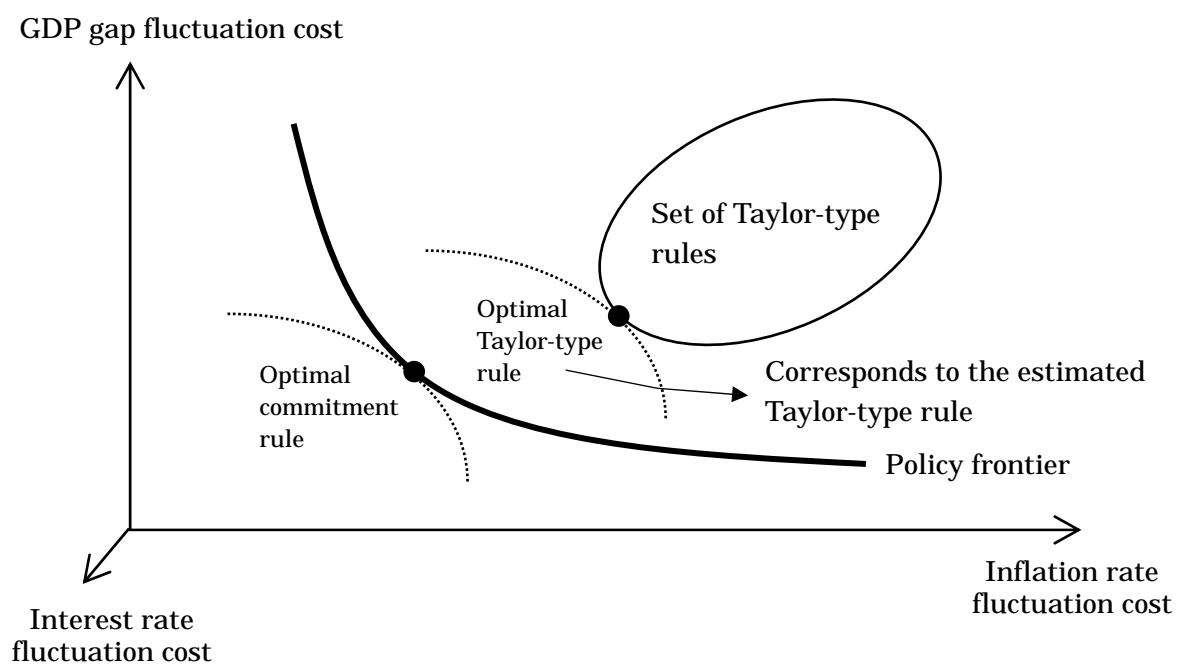 GDP gap fluctuation cost
Set of Taylor-type
rules
Optimal
Taylor-type
rule
Optimal
commitment
rule
Corresponds to the estimated
Taylor-type rule
Policy frontier
Inflation rate
fluctuation cost
Interest rate
fluctuation cost